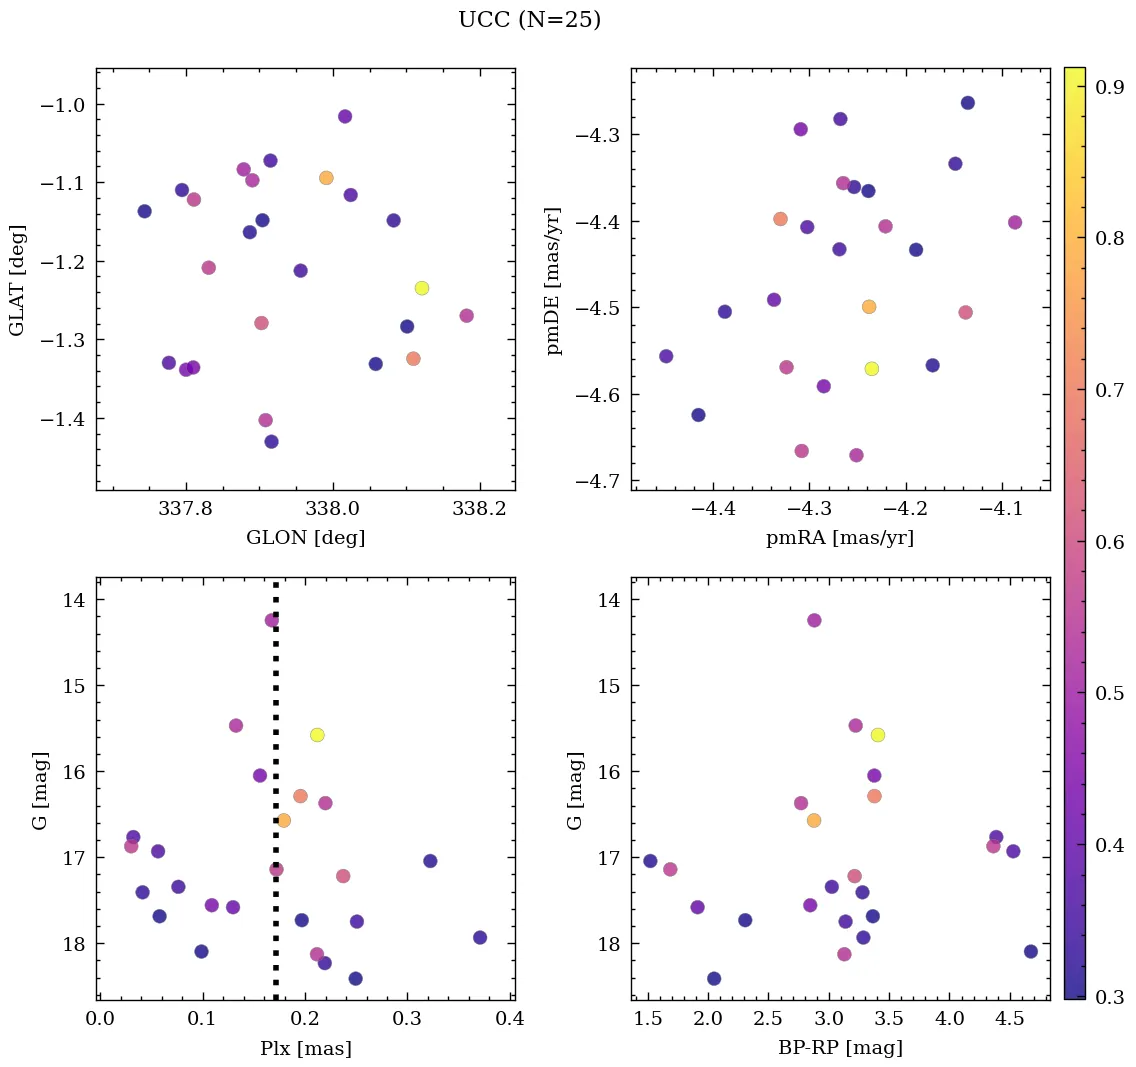 UCC (N=25)
−1.0
−1.1
−1.2
−1.3
−1.4
GLAT [deg]
337.8 338.0 338.2
GLON [deg]
−4.3
−4.4
−4.5
−4.6
−4.7
pmDE [mas/yr]
−4.4 −4.3 −4.2 −4.1
pmRA [mas/yr]
0.9
0.8
0.7
0.6
0.5
0.4
0.3
14
15
16
17
18
G [mag]
0.0 0.1 0.2 0.3 0.4
Plx [mas]
14
15
16
17
18
G [mag]
1.5 2.0 2.5 3.0 3.5 4.0 4.5
BP-RP [mag]